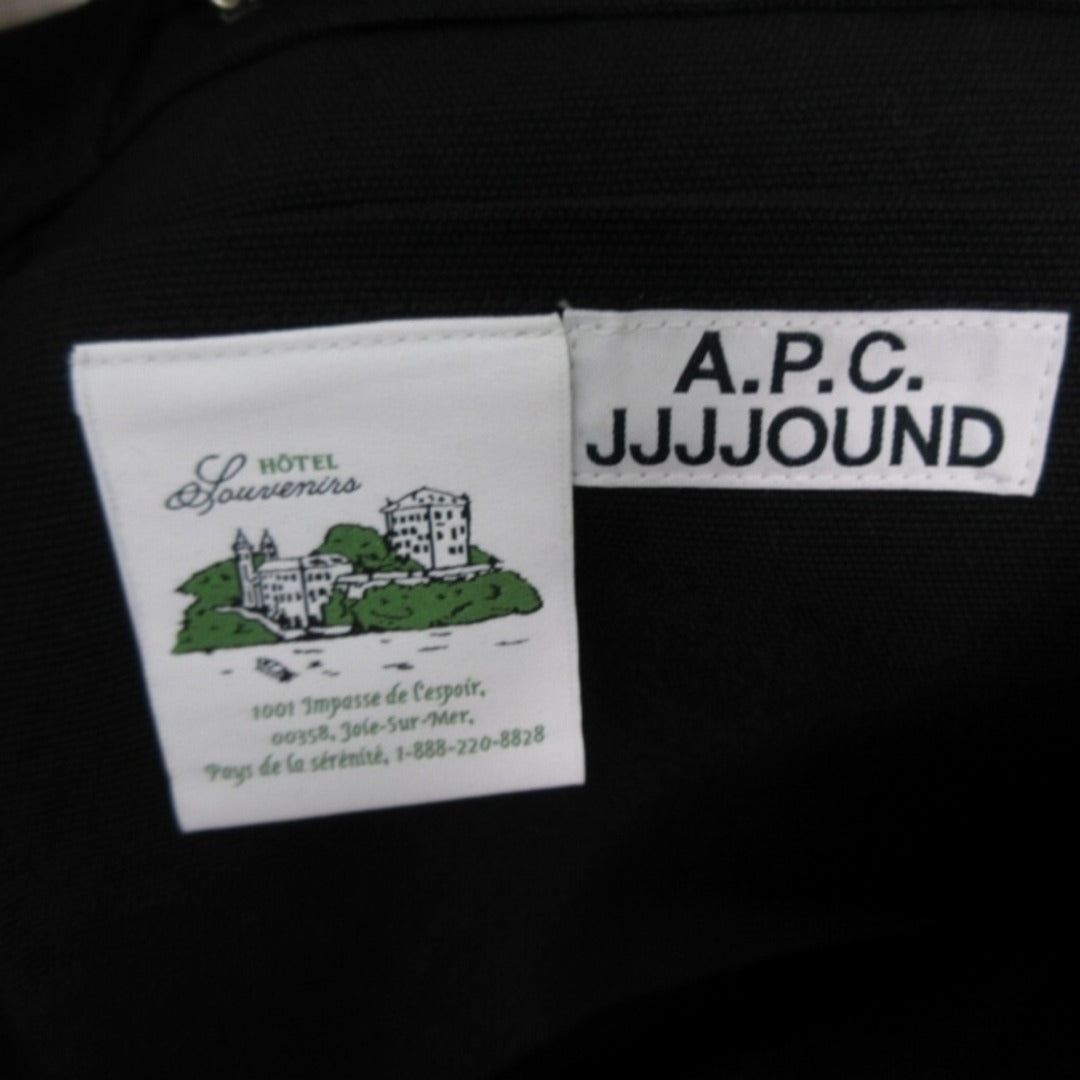 HÔTEL
Souvenirs
1001 Impasse de l'espoir,
00358, Joie-Sur-Mer,
Pays de la sérénité, 1-888-220-8828
A.P.C.
JJJJOUND